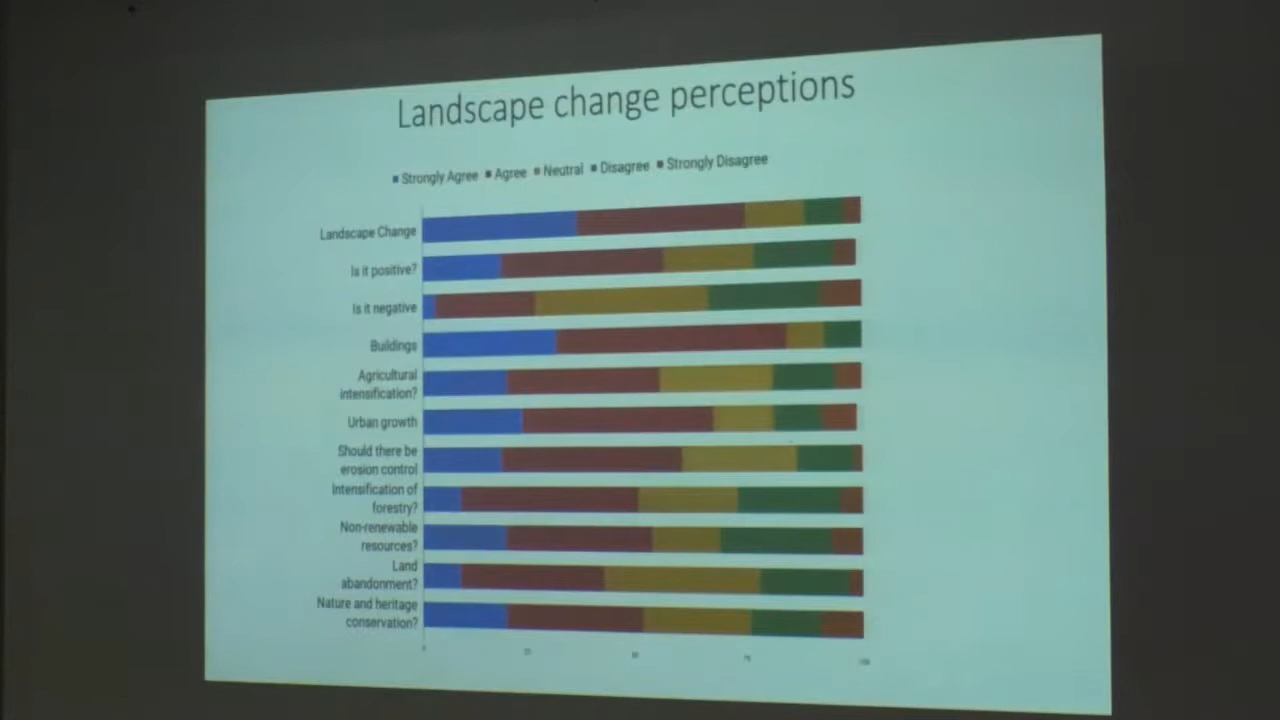 Landscape change perceptions
Strongly Agree Agree Neutral Disagree Strongly Disagree
Landscape Change
Is it positive?
Is it negative
Buildings
Agricultural
intensification?
Urban growth
Should there be
erosion control
Intensification of
forestry?
Non-renewable
resources?
Land
abandonment?
Nature and heritage
conservation?